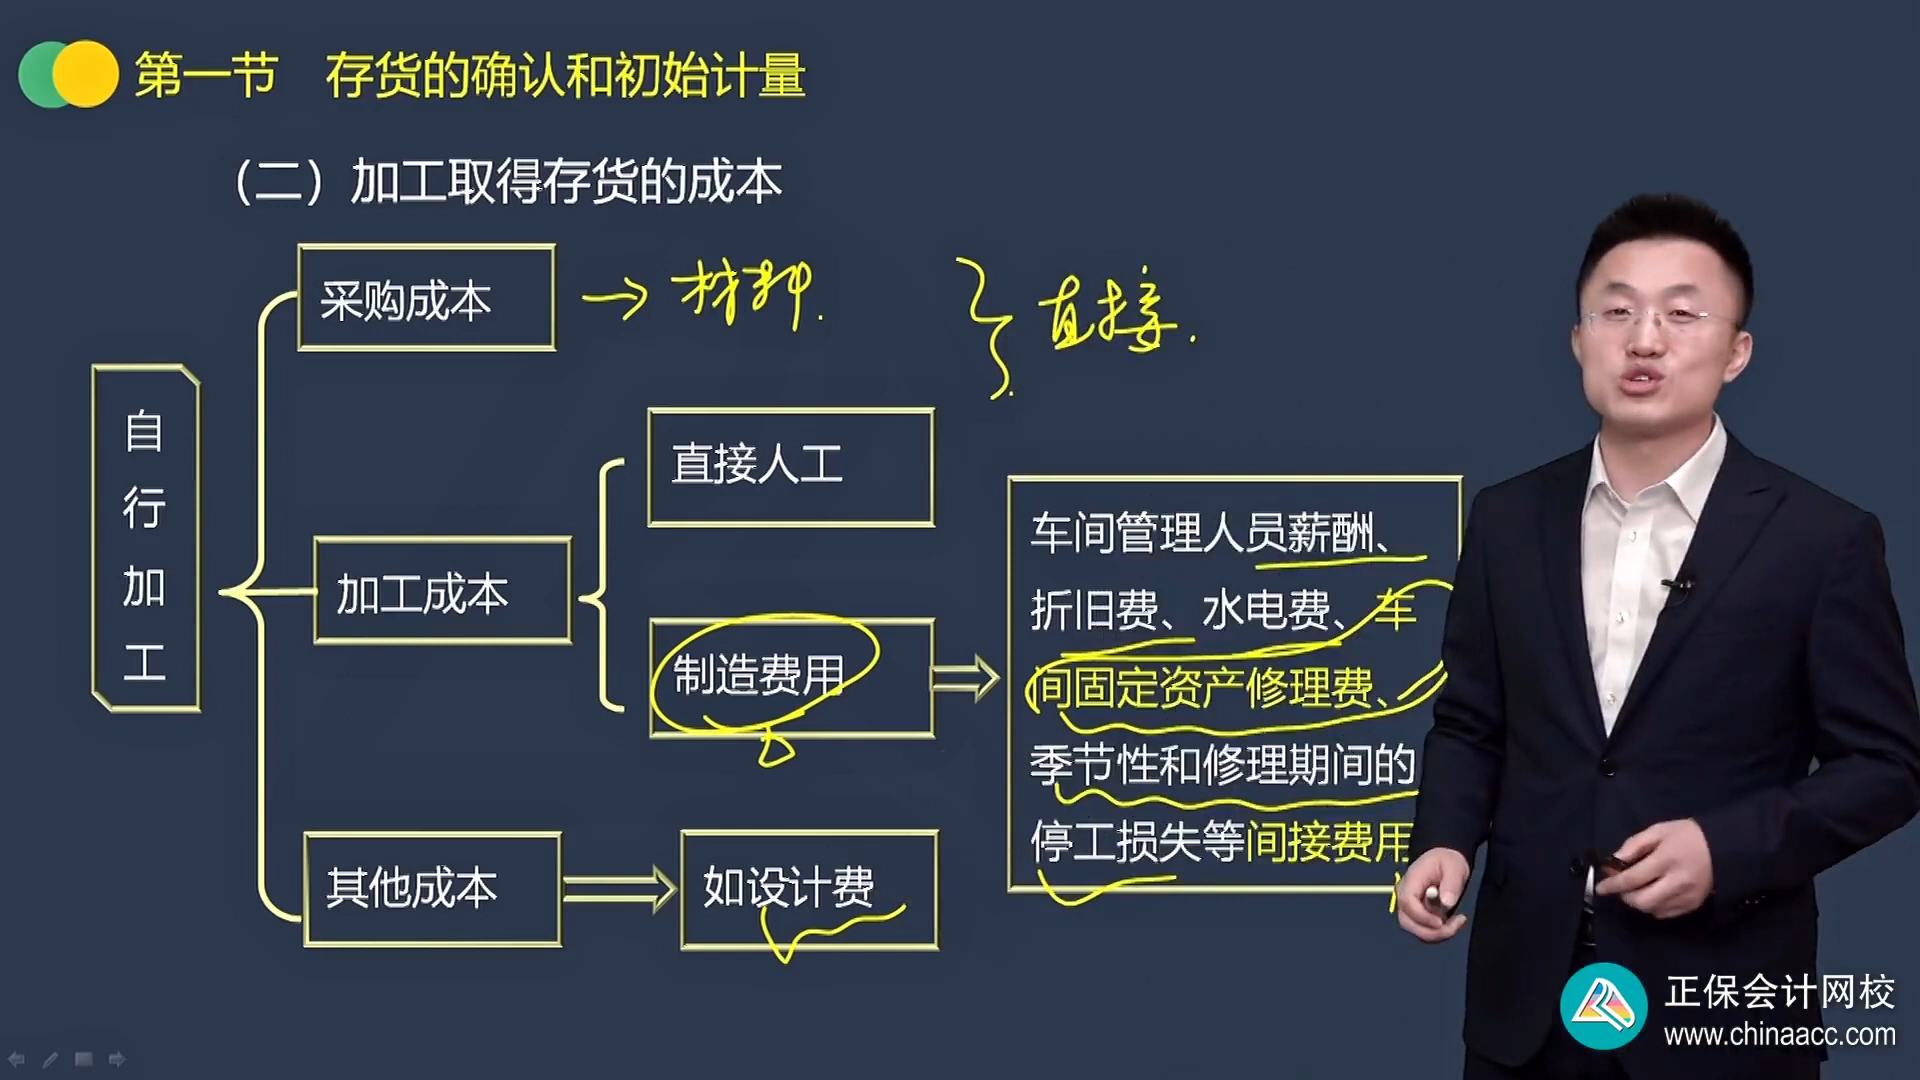 第一节 存货的确认和初始计量
（二）加工取得存货的成本
采购成本
材料.
直接.
自行加工
直接人工
加工成本
制造费用
车间管理人员薪酬、
折旧费、水电费、车
间固定资产修理费、
季节性和修理期间的
停工损失等间接费用
其他成本
如设计费
正保会计网校
www.chinaacc.com